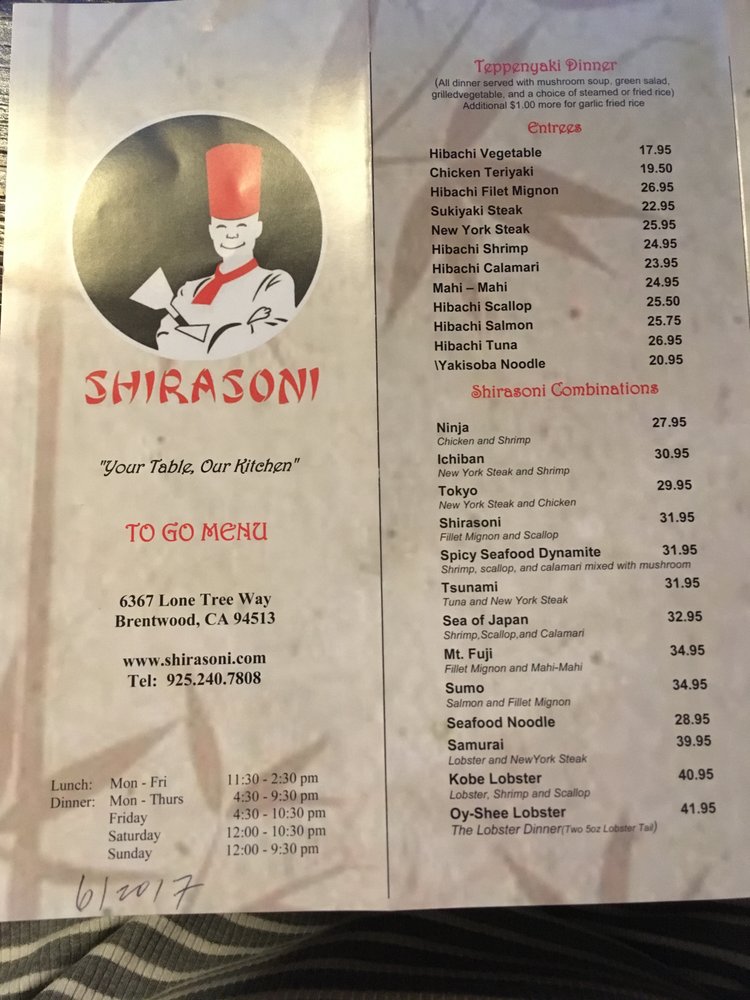 SHIRASONI
"Your Table, Our Kitchen"
TO GO MENU
6367 Lone Tree Way
Brentwood, CA 94513
www.shirasoni.com
Tel: 925.240.7808
Lunch: Mon - Fri 11:30 - 2:30 pm
Dinner: Mon - Thurs 4:30 - 9:30 pm
Friday 4:30 - 10:30 pm
Saturday 12:00 - 10:30 pm
Sunday 12:00 - 9:30 pm
6/2017
Teppenyaki Dinner
(All dinner served with mushroom soup, green salad,
grilledvegetable, and a choice of steamed or fried rice)
Additional $1.00 more for garlic fried rice
Entrees
Hibachi Vegetable 17.95
Chicken Teriyaki 19.50
Hibachi Filet Mignon 26.95
Sukiyaki Steak 22.95
New York Steak 25.95
Hibachi Shrimp 24.95
Hibachi Calamari 23.95
Mahi – Mahi 24.95
Hibachi Scallop 25.50
Hibachi Salmon 25.75
Hibachi Tuna 26.95
\Yakisoba Noodle 20.95
Shirasoni Combinations
Ninja 27.95
Chicken and Shrimp
Ichiban 30.95
New York Steak and Shrimp
Tokyo 29.95
New York Steak and Chicken
Shirasoni 31.95
Fillet Mignon and Scallop
Spicy Seafood Dynamite 31.95
Shrimp, scallop, and calamari mixed with mushroom
Tsunami 31.95
Tuna and New York Steak
Sea of Japan 32.95
Shrimp,Scallop,and Calamari
Mt. Fuji 34.95
Fillet Mignon and Mahi-Mahi
Sumo 34.95
Salmon and Fillet Mignon
Seafood Noodle 28.95
Samurai 39.95
Lobster and NewYork Steak
Kobe Lobster 40.95
Lobster, Shrimp and Scallop
Oy-Shee Lobster 41.95
The Lobster Dinner(Two 5oz Lobster Tail)